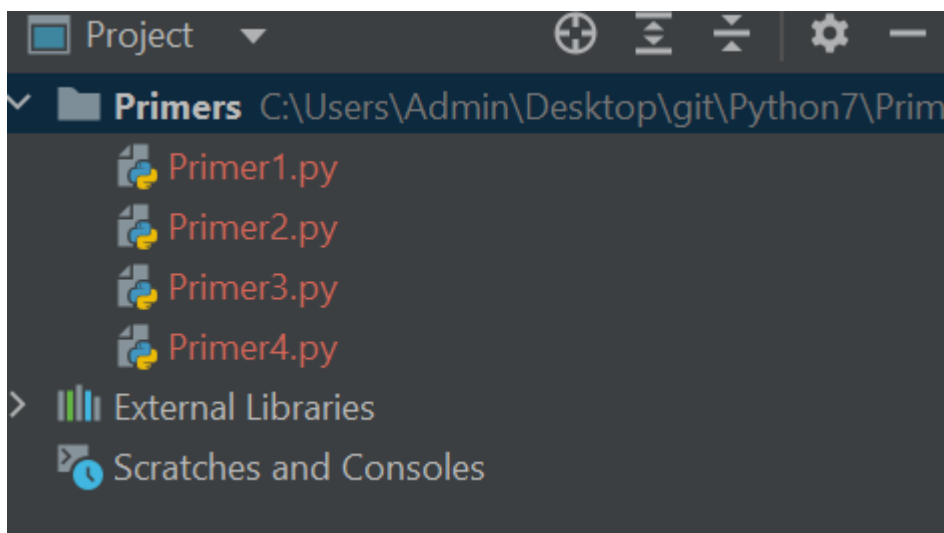 Project
Primers C:\Users\Admin\Desktop\git\Python7\Prim
Primer1.py
Primer2.py
Primer3.py
Primer4.py
External Libraries
Scratches and Consoles